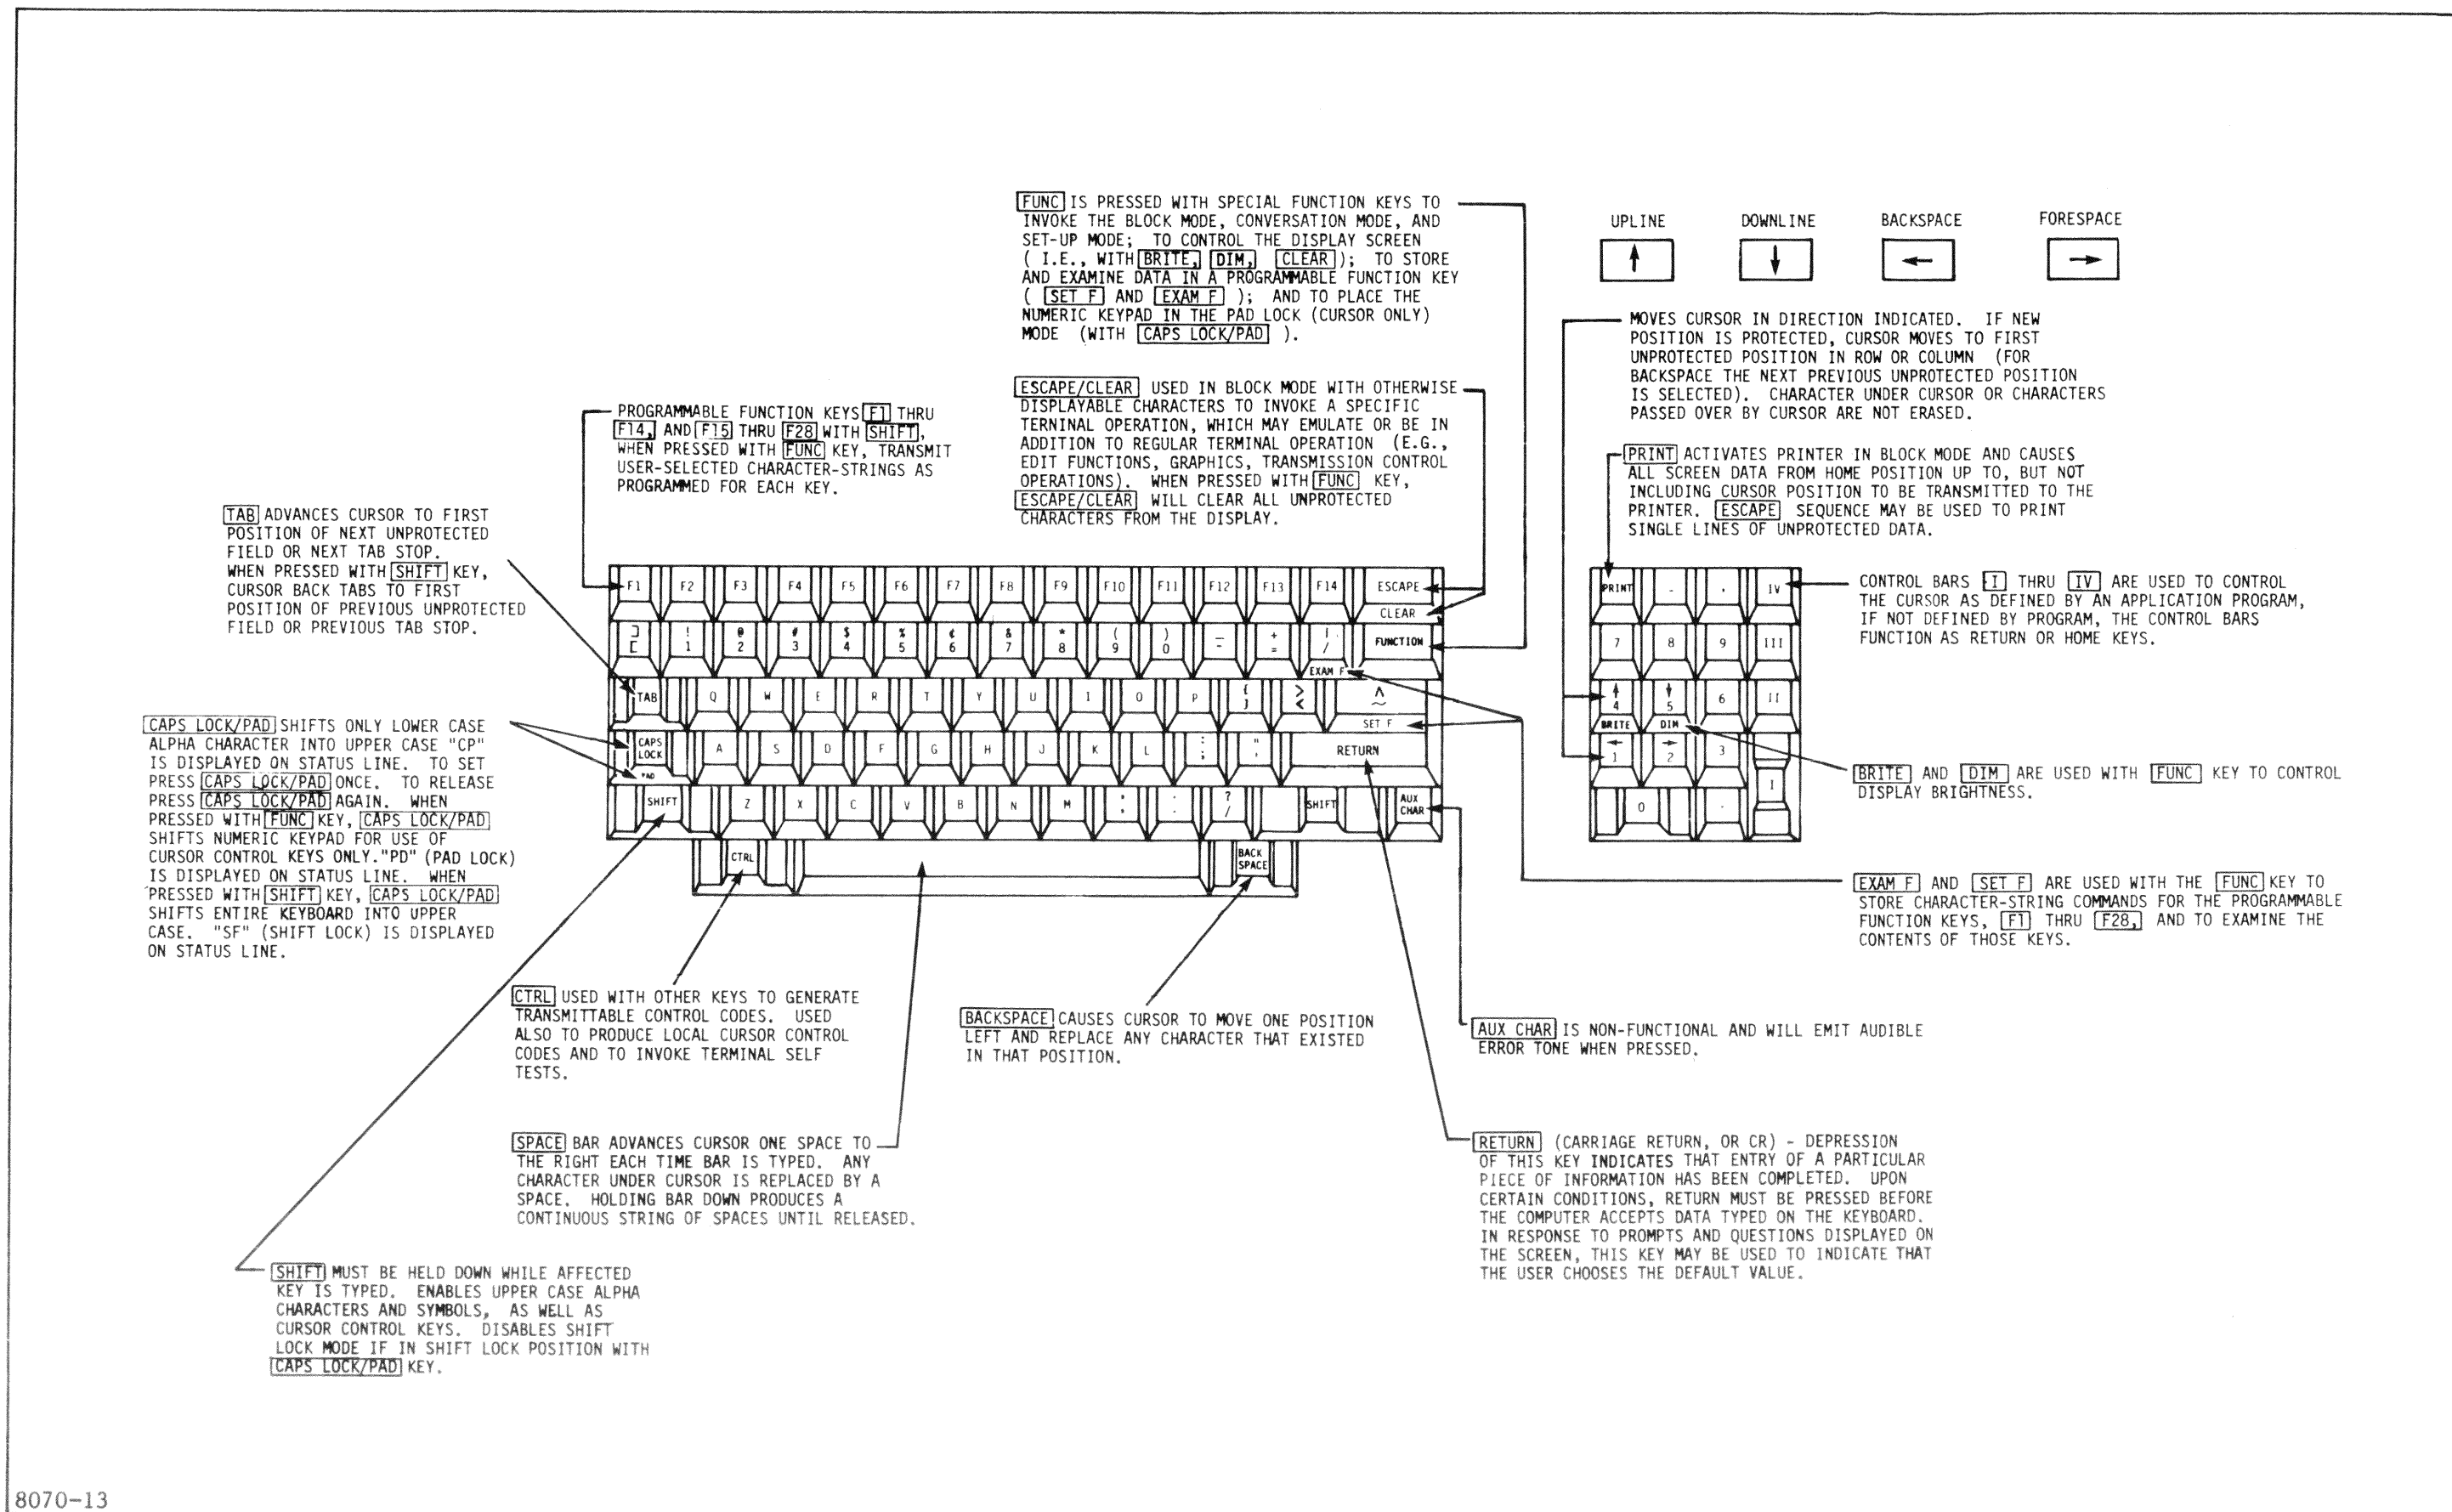 FUNC IS PRESSED WITH SPECIAL FUNCTION KEYS TO
INVOKE THE BLOCK MODE, CONVERSATION MODE, AND
SET-UP MODE; TO CONTROL THE DISPLAY SCREEN
( I.E., WITH BRITE, DIM, CLEAR ); TO STORE
AND EXAMINE DATA IN A PROGRAMMABLE FUNCTION KEY
( SET F AND EXAM F ); AND TO PLACE THE
NUMERIC KEYPAD IN THE PAD LOCK (CURSOR ONLY)
MODE (WITH CAPS LOCK/PAD ).
UPLINE DOWNLINE BACKSPACE FORESPACE
↑ ↓ ← →
MOVES CURSOR IN DIRECTION INDICATED. IF NEW
POSITION IS PROTECTED, CURSOR MOVES TO FIRST
UNPROTECTED POSITION IN ROW OR COLUMN (FOR
BACKSPACE THE NEXT PREVIOUS UNPROTECTED POSITION
IS SELECTED). CHARACTER UNDER CURSOR OR CHARACTERS
PASSED OVER BY CURSOR ARE NOT ERASED.
ESCAPE/CLEAR USED IN BLOCK MODE WITH OTHERWISE
DISPLAYABLE CHARACTERS TO INVOKE A SPECIFIC
TERNINAL OPERATION, WHICH MAY EMULATE OR BE IN
ADDITION TO REGULAR TERMINAL OPERATION (E.G.,
EDIT FUNCTIONS, GRAPHICS, TRANSMISSION CONTROL
OPERATIONS). WHEN PRESSED WITH FUNC KEY,
ESCAPE/CLEAR WILL CLEAR ALL UNPROTECTED
CHARACTERS FROM THE DISPLAY.
PROGRAMMABLE FUNCTION KEYS F1 THRU
F14, AND F15 THRU F28 WITH SHIFT,
WHEN PRESSED WITH FUNC KEY, TRANSMIT
USER-SELECTED CHARACTER-STRINGS AS
PROGRAMMED FOR EACH KEY.
PRINT ACTIVATES PRINTER IN BLOCK MODE AND CAUSES
ALL SCREEN DATA FROM HOME POSITION UP TO, BUT NOT
INCLUDING CURSOR POSITION TO BE TRANSMITTED TO THE
PRINTER. ESCAPE SEQUENCE MAY BE USED TO PRINT
SINGLE LINES OF UNPROTECTED DATA.
TAB ADVANCES CURSOR TO FIRST
POSITION OF NEXT UNPROTECTED
FIELD OR NEXT TAB STOP.
WHEN PRESSED WITH SHIFT KEY,
CURSOR BACK TABS TO FIRST
POSITION OF PREVIOUS UNPROTECTED
FIELD OR PREVIOUS TAB STOP.
F1 F2 F3 F4 F5 F6 F7 F8 F9 F10 F11 F12 F13 F14 ESCAPE
CLEAR
] ! @ # $ % ¢ & * ( ) _ + |
[ 1 2 3 4 5 6 7 8 9 0 - = / FUNCTION
EXAM F
TAB Q W E R T Y U I O P { } > < ^ ~
SET F
CAPS LOCK A S D F G H J K L : ; " ' RETURN
PAD
SHIFT Z X C V B N M , . ? / SHIFT AUX CHAR
CTRL BACK SPACE
PRINT - , IV
7 8 9 III
↑ 4 ↓ 5 6 II
BRITE DIM
← 1 → 2 3 I
0 .
CONTROL BARS I THRU IV ARE USED TO CONTROL
THE CURSOR AS DEFINED BY AN APPLICATION PROGRAM,
IF NOT DEFINED BY PROGRAM, THE CONTROL BARS
FUNCTION AS RETURN OR HOME KEYS.
CAPS LOCK/PAD SHIFTS ONLY LOWER CASE
ALPHA CHARACTER INTO UPPER CASE "CP"
IS DISPLAYED ON STATUS LINE. TO SET
PRESS CAPS LOCK/PAD ONCE. TO RELEASE
PRESS CAPS LOCK/PAD AGAIN. WHEN
PRESSED WITH FUNC KEY, CAPS LOCK/PAD
SHIFTS NUMERIC KEYPAD FOR USE OF
CURSOR CONTROL KEYS ONLY. "PD" (PAD LOCK)
IS DISPLAYED ON STATUS LINE. WHEN
PRESSED WITH SHIFT KEY, CAPS LOCK/PAD
SHIFTS ENTIRE KEYBOARD INTO UPPER
CASE. "SF" (SHIFT LOCK) IS DISPLAYED
ON STATUS LINE.
BRITE AND DIM ARE USED WITH FUNC KEY TO CONTROL
DISPLAY BRIGHTNESS.
EXAM F AND SET F ARE USED WITH THE FUNC KEY TO
STORE CHARACTER-STRING COMMANDS FOR THE PROGRAMMABLE
FUNCTION KEYS, F1 THRU F28, AND TO EXAMINE THE
CONTENTS OF THOSE KEYS.
CTRL USED WITH OTHER KEYS TO GENERATE
TRANSMITTABLE CONTROL CODES. USED
ALSO TO PRODUCE LOCAL CURSOR CONTROL
CODES AND TO INVOKE TERMINAL SELF
TESTS.
BACKSPACE CAUSES CURSOR TO MOVE ONE POSITION
LEFT AND REPLACE ANY CHARACTER THAT EXISTED
IN THAT POSITION.
AUX CHAR IS NON-FUNCTIONAL AND WILL EMIT AUDIBLE
ERROR TONE WHEN PRESSED.
SPACE BAR ADVANCES CURSOR ONE SPACE TO
THE RIGHT EACH TIME BAR IS TYPED. ANY
CHARACTER UNDER CURSOR IS REPLACED BY A
SPACE. HOLDING BAR DOWN PRODUCES A
CONTINUOUS STRING OF SPACES UNTIL RELEASED.
RETURN (CARRIAGE RETURN, OR CR) - DEPRESSION
OF THIS KEY INDICATES THAT ENTRY OF A PARTICULAR
PIECE OF INFORMATION HAS BEEN COMPLETED. UPON
CERTAIN CONDITIONS, RETURN MUST BE PRESSED BEFORE
THE COMPUTER ACCEPTS DATA TYPED ON THE KEYBOARD.
IN RESPONSE TO PROMPTS AND QUESTIONS DISPLAYED ON
THE SCREEN, THIS KEY MAY BE USED TO INDICATE THAT
THE USER CHOOSES THE DEFAULT VALUE.
SHIFT MUST BE HELD DOWN WHILE AFFECTED
KEY IS TYPED. ENABLES UPPER CASE ALPHA
CHARACTERS AND SYMBOLS, AS WELL AS
CURSOR CONTROL KEYS. DISABLES SHIFT
LOCK MODE IF IN SHIFT LOCK POSITION WITH
CAPS LOCK/PAD KEY.
8070-13